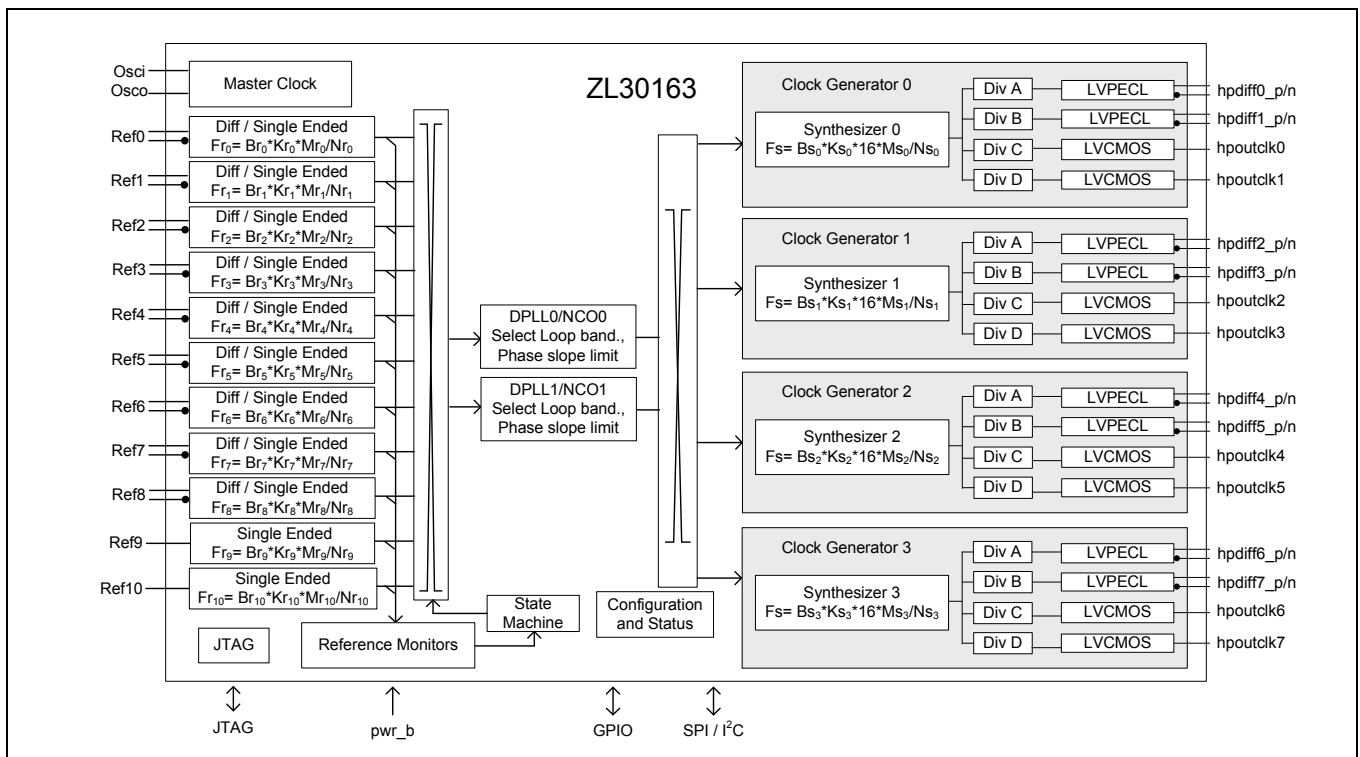 ZL30163
Osci
Osco
Master Clock
Ref0
Diff / Single Ended
Fr₀= Br₀*Kr₀*Mr₀/Nr₀
Ref1
Diff / Single Ended
Fr₁= Br₁*Kr₁*Mr₁/Nr₁
Ref2
Diff / Single Ended
Fr₂= Br₂*Kr₂*Mr₂/Nr₂
Ref3
Diff / Single Ended
Fr₃= Br₃*Kr₃*Mr₃/Nr₃
Ref4
Diff / Single Ended
Fr₄= Br₄*Kr₄*Mr₄/Nr₄
Ref5
Diff / Single Ended
Fr₅= Br₅*Kr₅*Mr₅/Nr₅
Ref6
Diff / Single Ended
Fr₆= Br₆*Kr₆*Mr₆/Nr₆
Ref7
Diff / Single Ended
Fr₇= Br₇*Kr₇*Mr₇/Nr₇
Ref8
Diff / Single Ended
Fr₈= Br₈*Kr₈*Mr₈/Nr₈
Ref9
Single Ended
Fr₉= Br₉*Kr₉*Mr₉/Nr₉
Ref10
Single Ended
Fr₁₀= Br₁₀*Kr₁₀*Mr₁₀/Nr₁₀
JTAG
Reference Monitors
State
Machine
DPLL0/NCO0
Select Loop band.,
Phase slope limit
DPLL1/NCO1
Select Loop band.,
Phase slope limit
Configuration
and Status
Clock Generator 0
Synthesizer 0
Fs= Bs₀*Ks₀*16*Ms₀/Ns₀
Div A
LVPECL
hpdiff0_p/n
Div B
LVPECL
hpdiff1_p/n
Div C
LVCMOS
hpoutclk0
Div D
LVCMOS
hpoutclk1
Clock Generator 1
Synthesizer 1
Fs= Bs₁*Ks₁*16*Ms₁/Ns₁
Div A
LVPECL
hpdiff2_p/n
Div B
LVPECL
hpdiff3_p/n
Div C
LVCMOS
hpoutclk2
Div D
LVCMOS
hpoutclk3
Clock Generator 2
Synthesizer 2
Fs= Bs₂*Ks₂*16*Ms₂/Ns₂
Div A
LVPECL
hpdiff4_p/n
Div B
LVPECL
hpdiff5_p/n
Div C
LVCMOS
hpoutclk4
Div D
LVCMOS
hpoutclk5
Clock Generator 3
Synthesizer 3
Fs= Bs₃*Ks₃*16*Ms₃/Ns₃
Div A
LVPECL
hpdiff6_p/n
Div B
LVPECL
hpdiff7_p/n
Div C
LVCMOS
hpoutclk6
Div D
LVCMOS
hpoutclk7
JTAG
pwr_b
GPIO
SPI / I²C